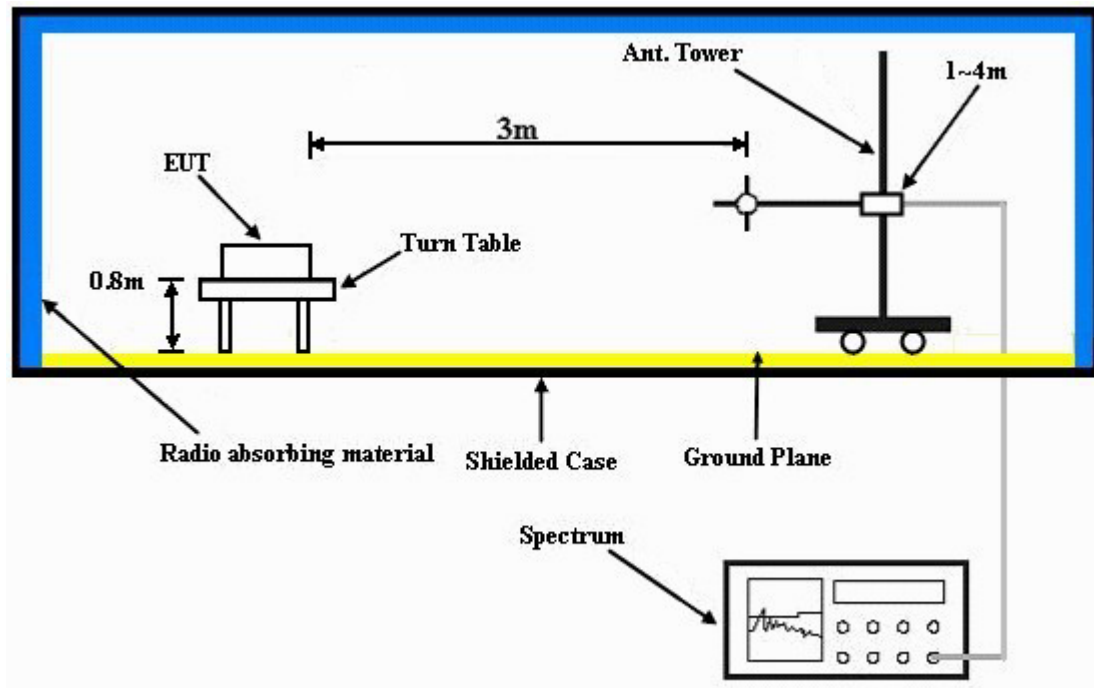 Ant. Tower
1~4m
3m
EUT
Turn Table
0.8m
Radio absorbing material
Shielded Case
Ground Plane
Spectrum